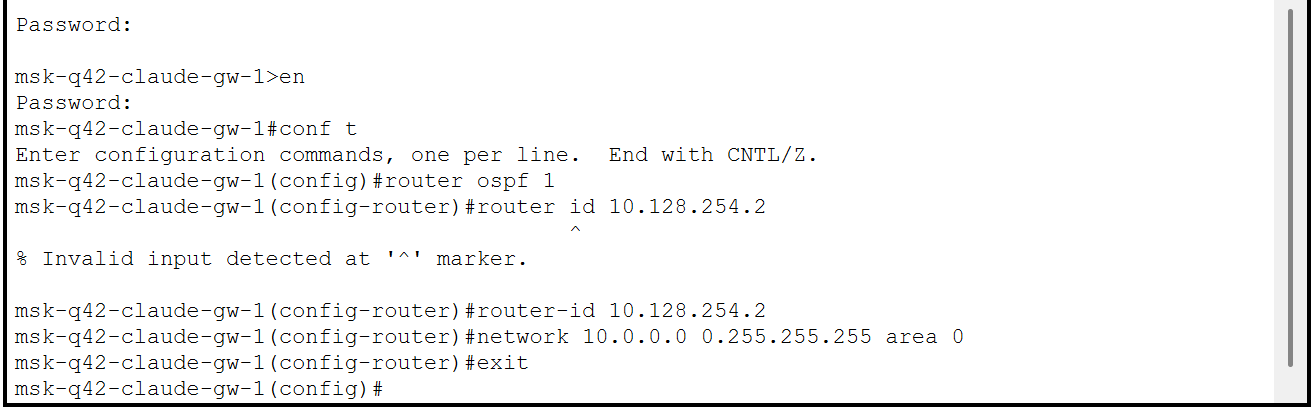 Password:
msk-q42-claude-gw-1>en
Password:
msk-q42-claude-gw-1#conf t
Enter configuration commands, one per line.  End with CNTL/Z.
msk-q42-claude-gw-1(config)#router ospf 1
msk-q42-claude-gw-1(config-router)#router id 10.128.254.2
^
% Invalid input detected at '^' marker.
msk-q42-claude-gw-1(config-router)#router-id 10.128.254.2
msk-q42-claude-gw-1(config-router)#network 10.0.0.0 0.255.255.255 area 0
msk-q42-claude-gw-1(config-router)#exit
msk-q42-claude-gw-1(config)#